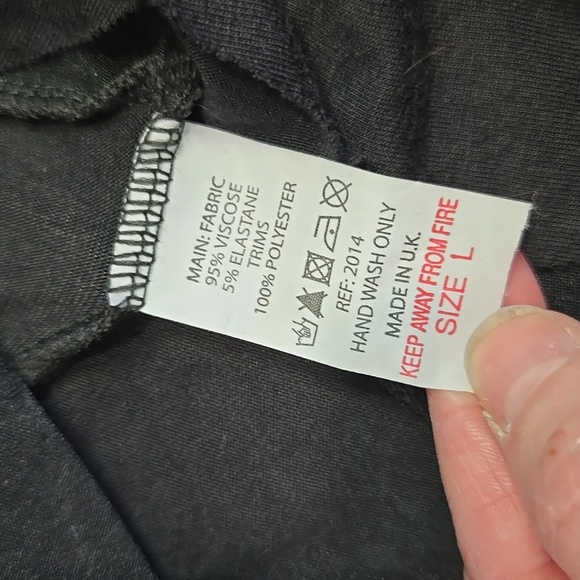 MAIN: FABRIC
95% VISCOSE
5% ELASTANE
TRIMS
100% POLYESTER
REF: 2014
HAND WASH ONLY
MADE IN U.K.
KEEP AWAY FROM FIRE
SIZE L